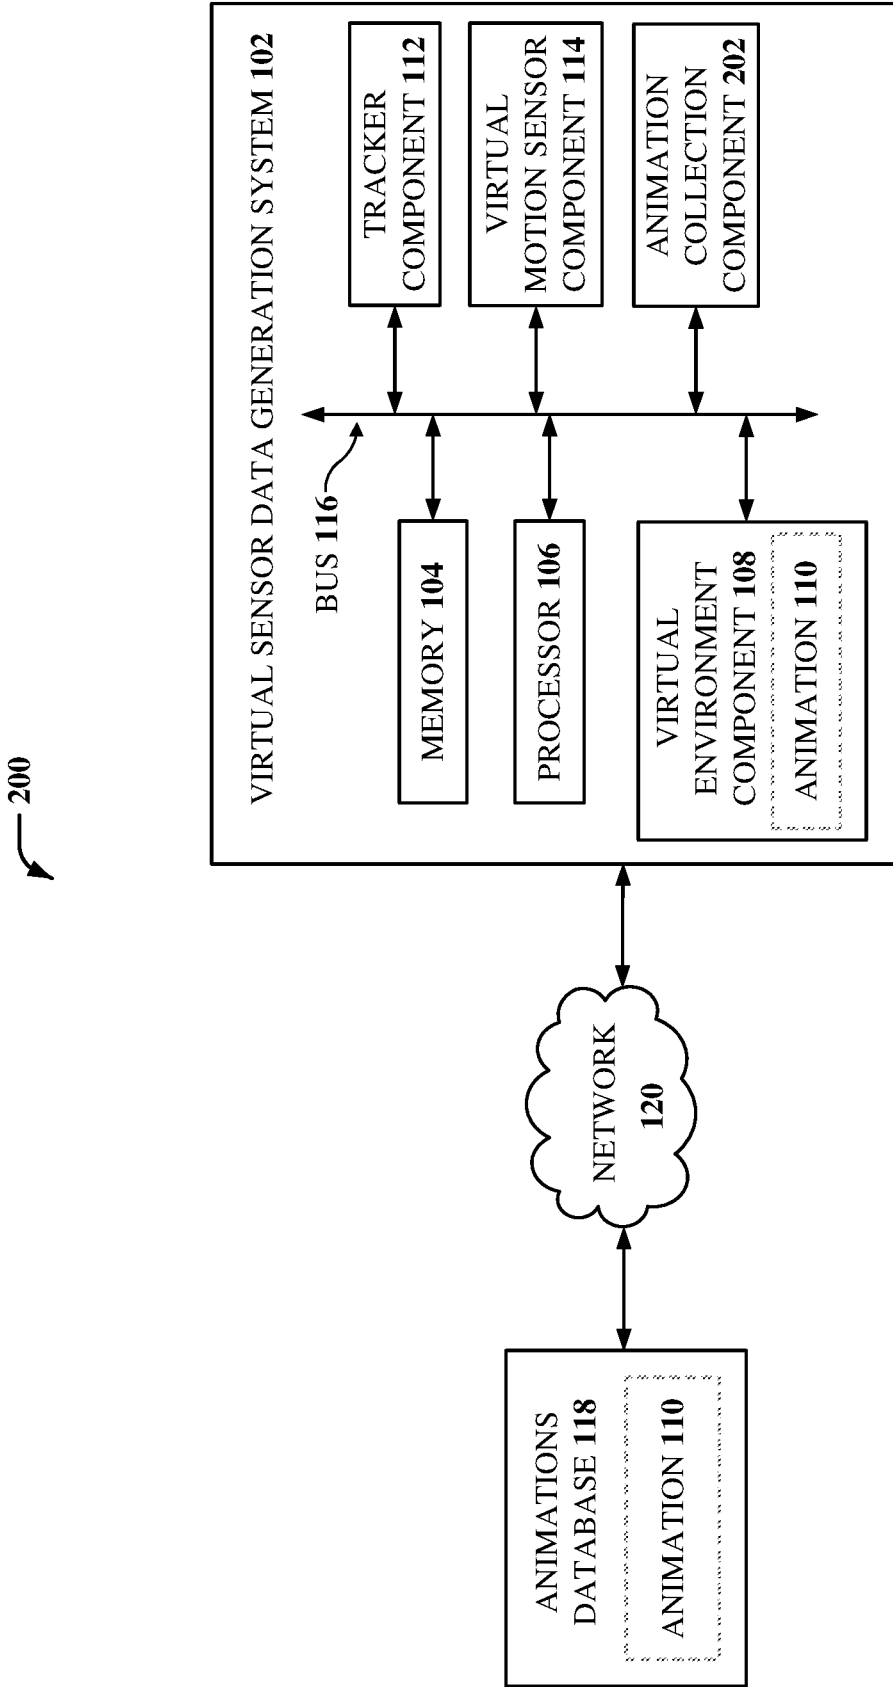 200
VIRTUAL SENSOR DATA GENERATION SYSTEM 102
BUS 116
MEMORY 104
PROCESSOR 106
VIRTUAL
ENVIRONMENT
COMPONENT 108
ANIMATION 110
TRACKER
COMPONENT 112
VIRTUAL
MOTION SENSOR
COMPONENT 114
ANIMATION
COLLECTION
COMPONENT 202
NETWORK
120
ANIMATIONS
DATABASE 118
ANIMATION 110